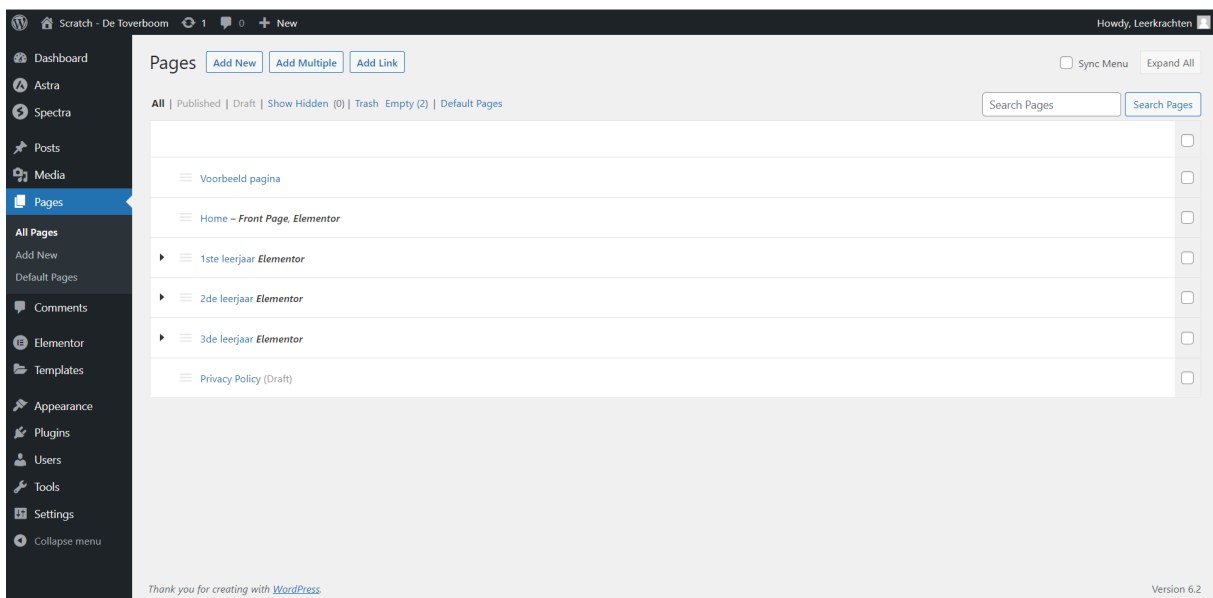 Scratch - De Toverboom 1 0 New Howdy, Leerkrachten
Dashboard
Astra
Spectra
Posts
Media
Pages
All Pages
Add New
Default Pages
Comments
Elementor
Templates
Appearance
Plugins
Users
Tools
Settings
Collapse menu
Pages Add New Add Multiple Add Link Sync Menu Expand All
All | Published | Draft | Show Hidden (0) | Trash Empty (2) | Default Pages Search Pages Search Pages
Voorbeeld pagina
Home – Front Page, Elementor
1ste leerjaar Elementor
2de leerjaar Elementor
3de leerjaar Elementor
Privacy Policy (Draft)
Thank you for creating with WordPress. Version 6.2